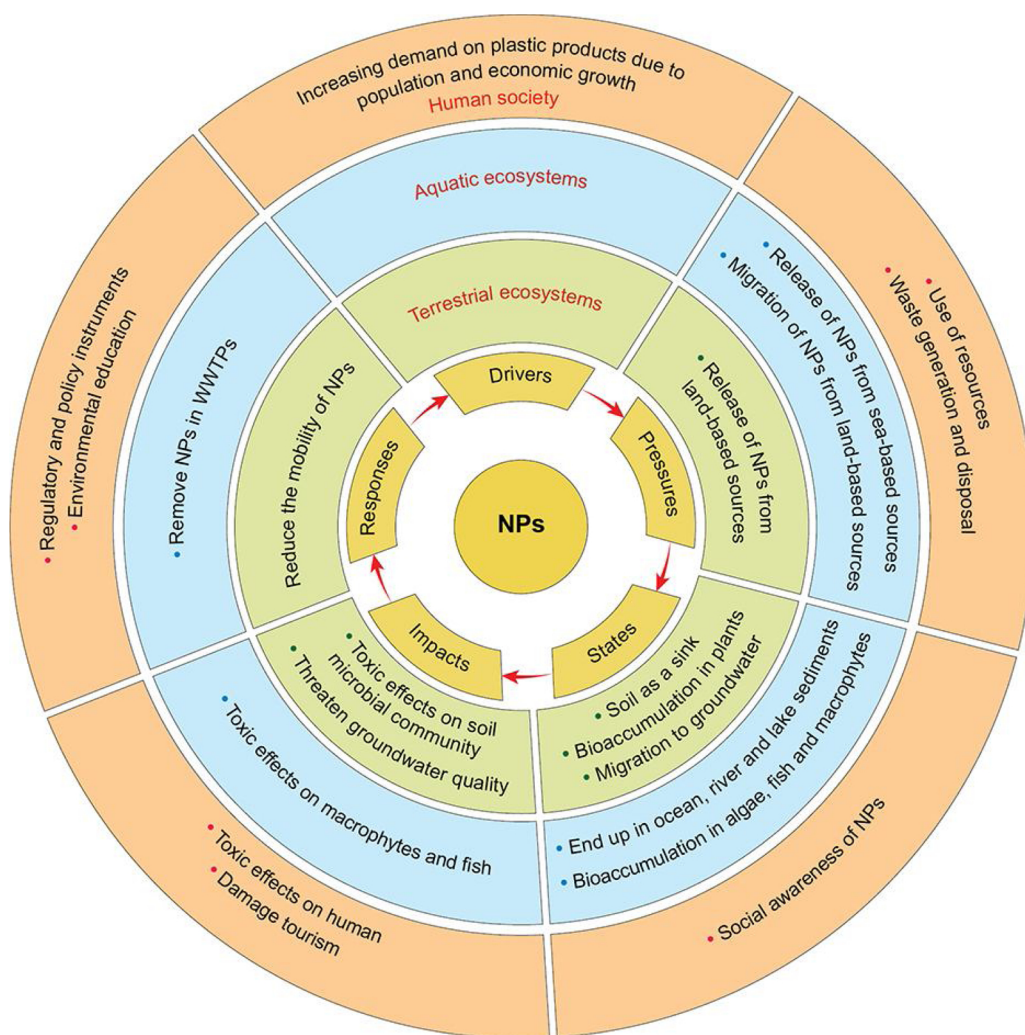 Increasing demand on plastic products due to
population and economic growth
Human society
Aquatic ecosystems
Terrestrial ecosystems
Drivers
Pressures
States
Impacts
Responses
NPs
• Use of resources
• Waste generation and disposal
• Release of NPs from sea-based sources
• Migration of NPs from land-based sources
• Release of NPs from
land-based sources
• Soil as a sink
• Bioaccumulation in plants
• Migration to groundwater
• End up in ocean, river and lake sediments
• Bioaccumulation in algae, fish and macrophytes
• Social awareness of NPs
• Toxic effects on soil
microbial community
• Threaten groundwater quality
• Toxic effects on macrophytes and fish
• Toxic effects on human
• Damage tourism
Reduce the mobility of NPs
• Remove NPs in WWTPs
• Regulatory and policy instruments
• Environmental education